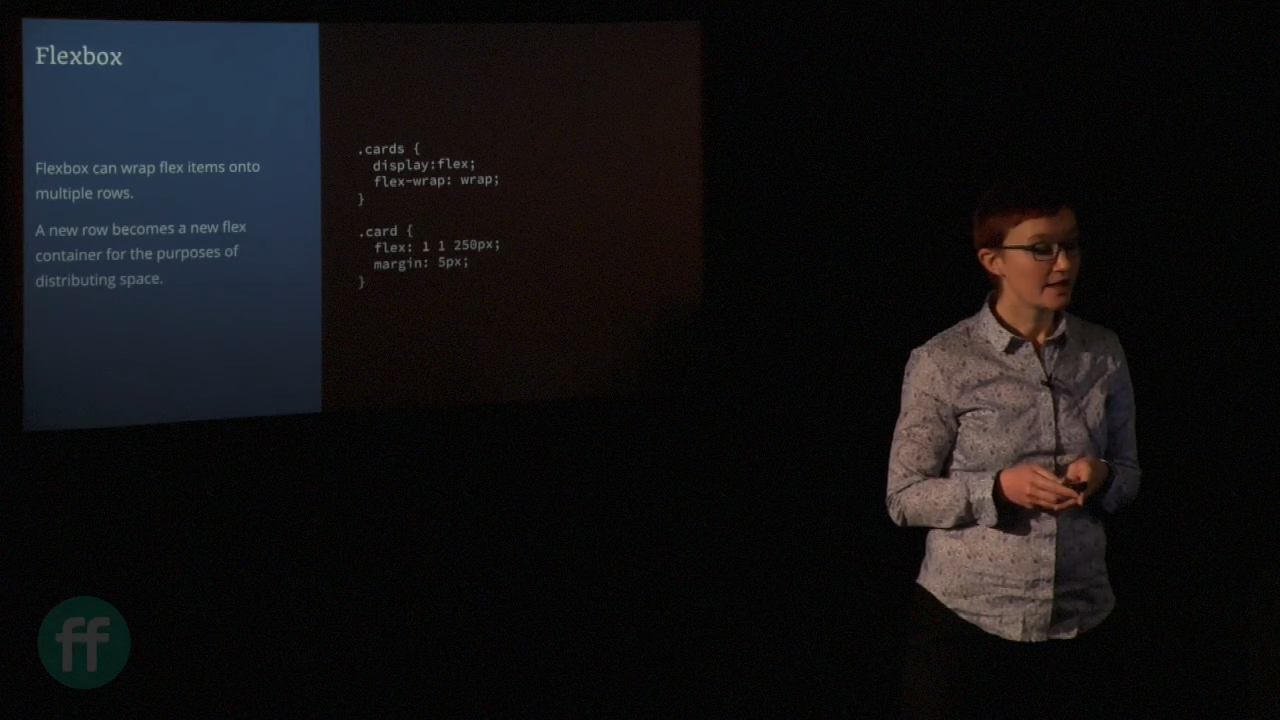 Flexbox
Flexbox can wrap flex items onto
multiple rows.
A new row becomes a new flex
container for the purposes of
distributing space.
.cards {
display:flex;
flex-wrap: wrap;
}
.card {
flex: 1 1 250px;
margin: 5px;
}
ff